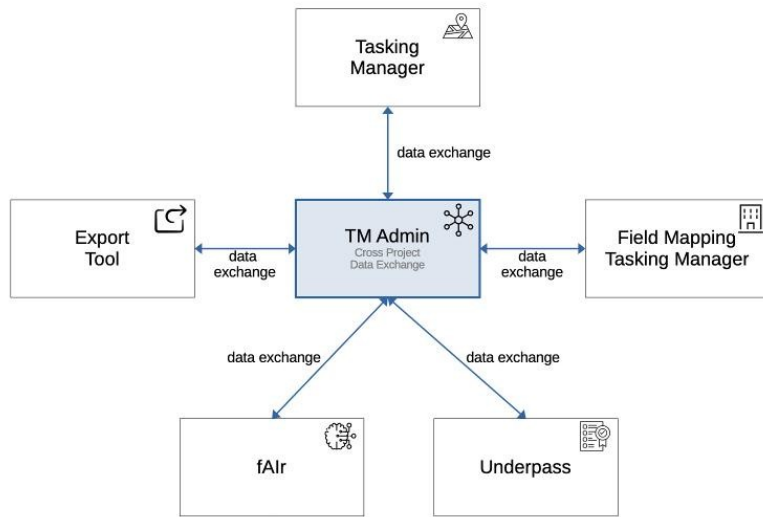 Tasking
Manager
data exchange
Export
Tool
data
exchange
TM Admin
Cross Project
Data Exchange
data
exchange
Field Mapping
Tasking Manager
data exchange
data exchange
fAIr
Underpass